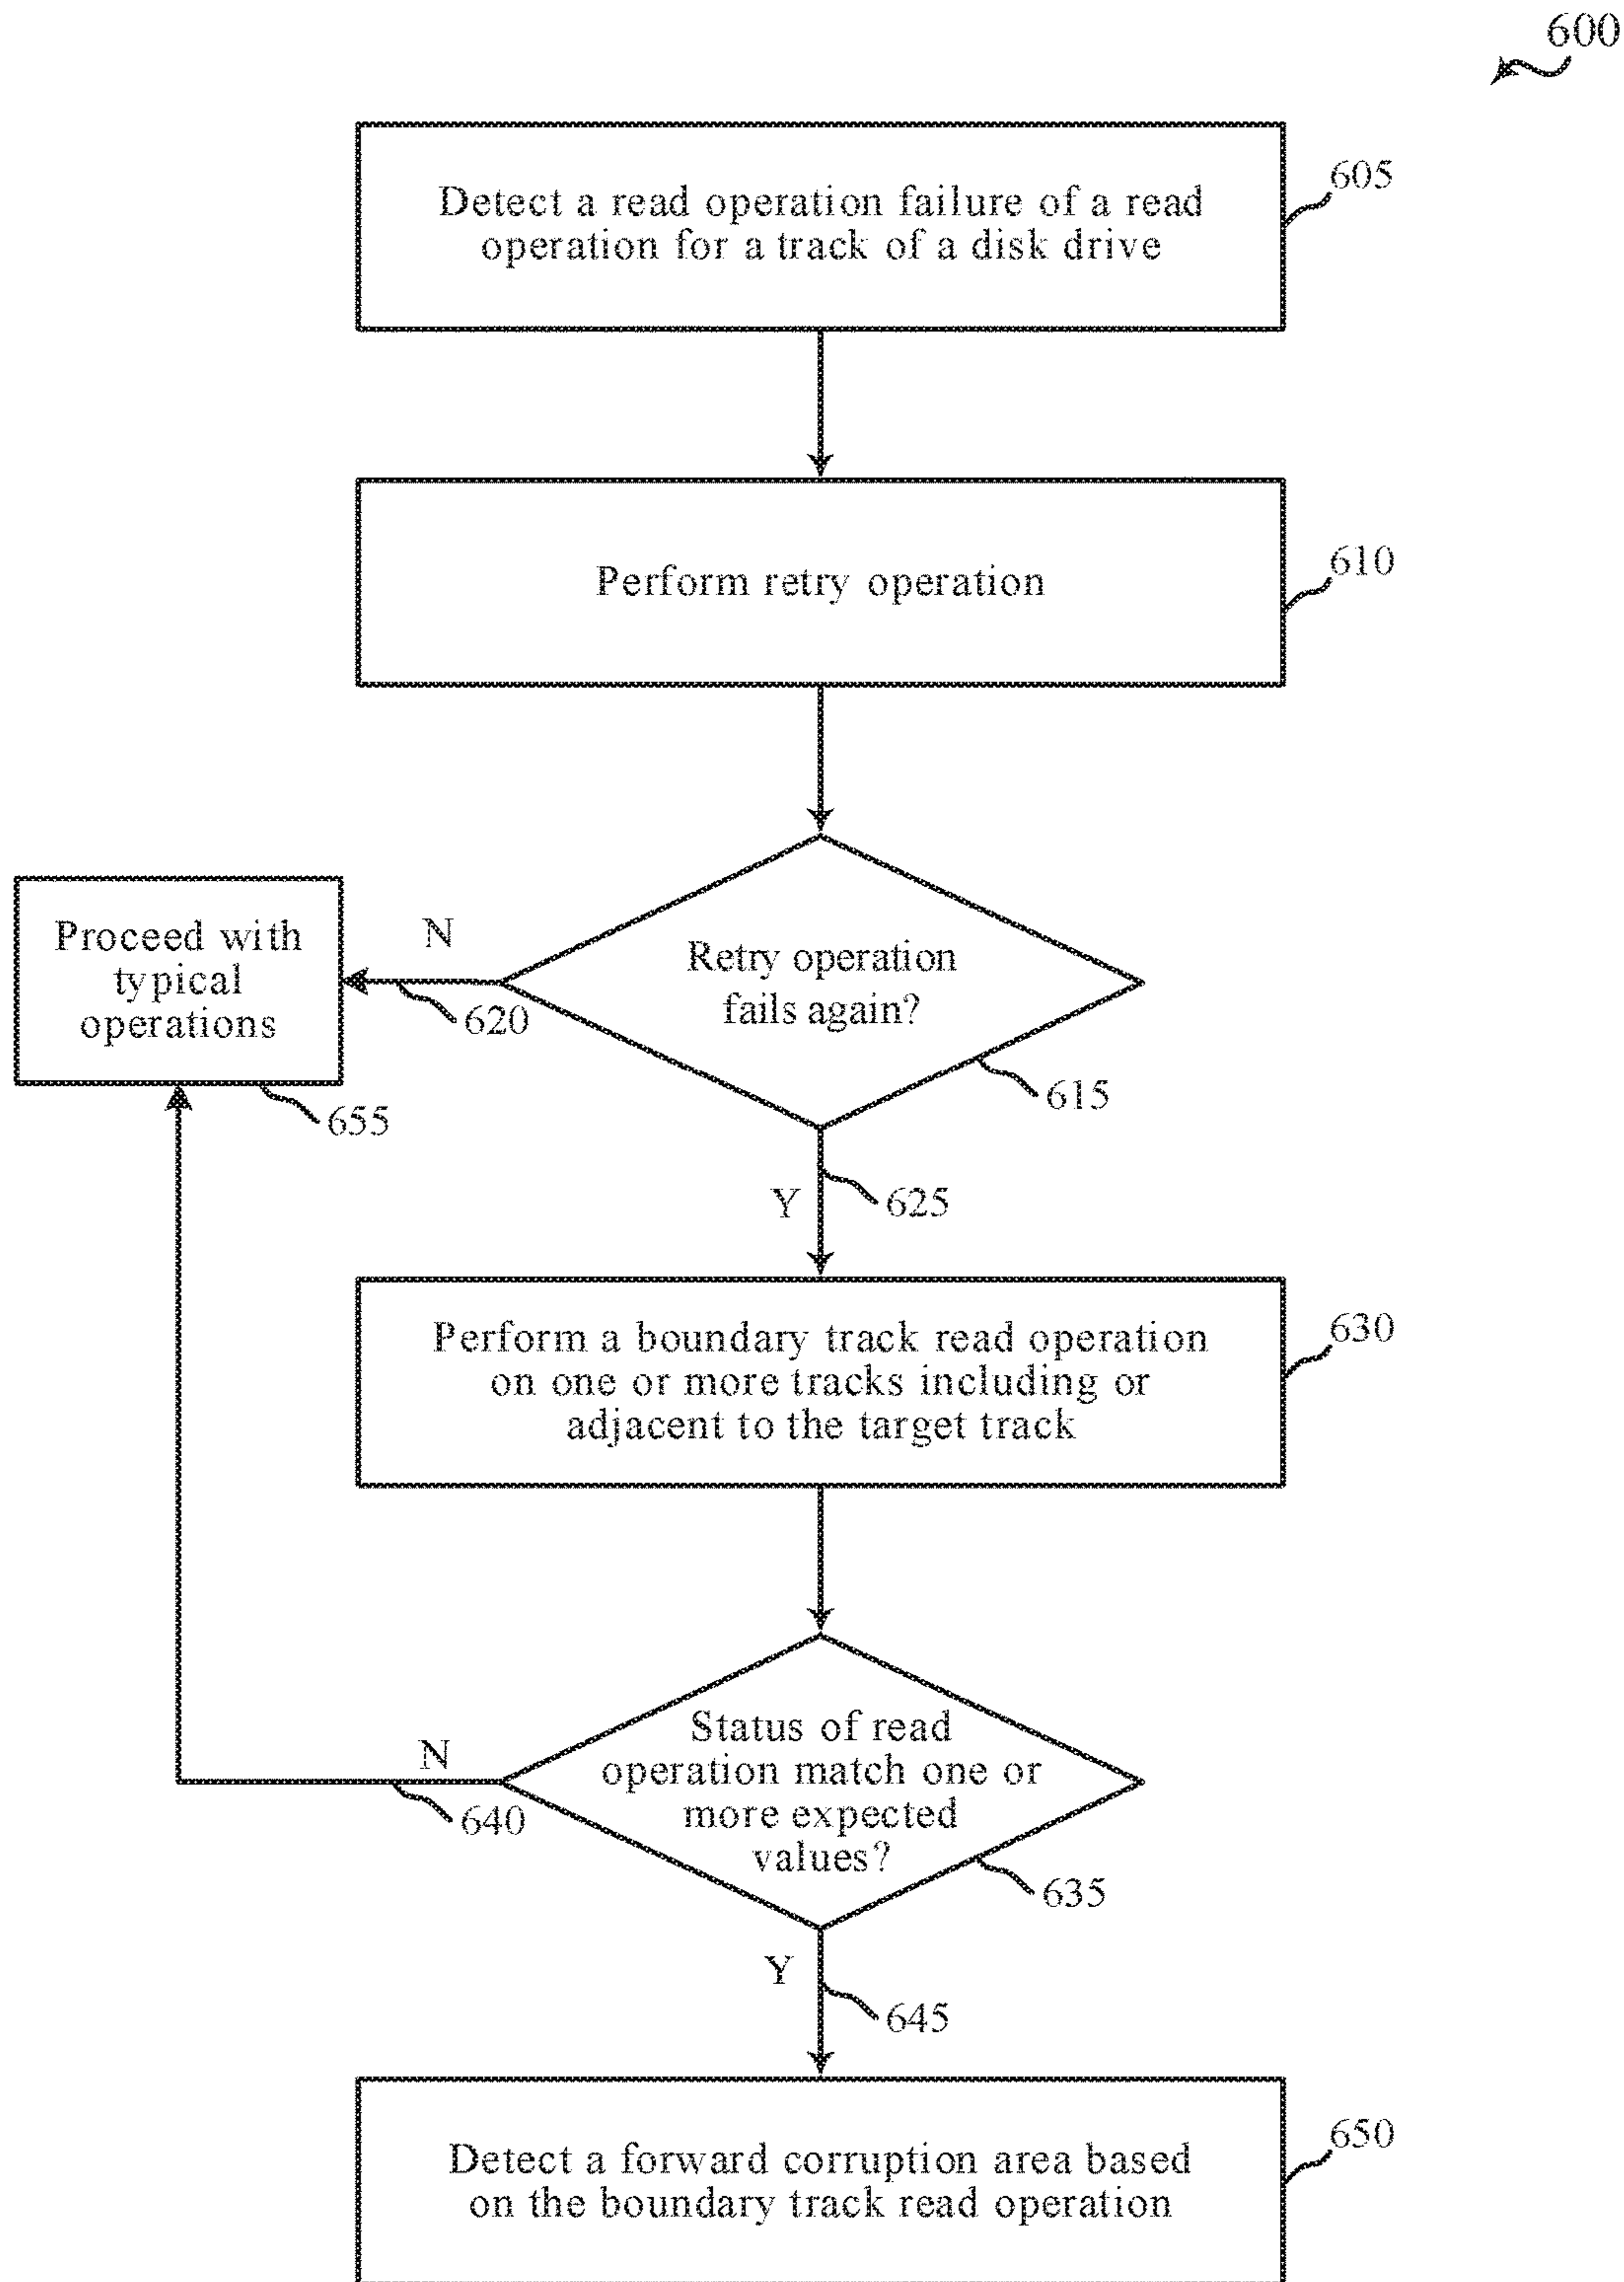 600
Detect a read operation failure of a read
operation for a track of a disk drive
605
Perform retry operation
610
Proceed with
typical
operations
655
N
620
Retry operation
fails again?
615
Y
625
Perform a boundary track read operation
on one or more tracks including or
adjacent to the target track
630
N
640
Status of read
operation match one or
more expected
values?
635
Y
645
Detect a forward corruption area based
on the boundary track read operation
650